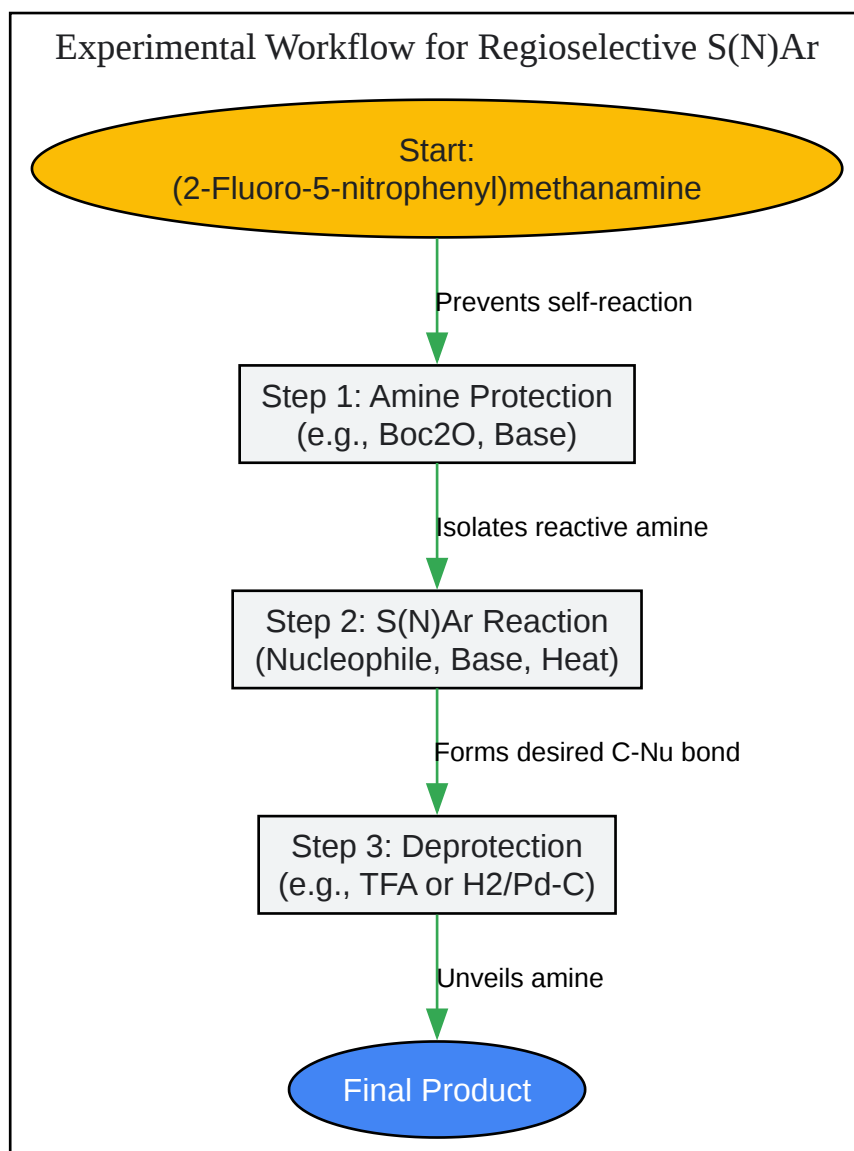 Experimental Workflow for Regioselective S(N)Ar
Start:
(2-Fluoro-5-nitrophenyl)methanamine
Prevents self-reaction
Step 1: Amine Protection
(e.g., Boc2O, Base)
Isolates reactive amine
Step 2: S(N)Ar Reaction
(Nucleophile, Base, Heat)
Forms desired C-Nu bond
Step 3: Deprotection
(e.g., TFA or H2/Pd-C)
Unveils amine
Final Product